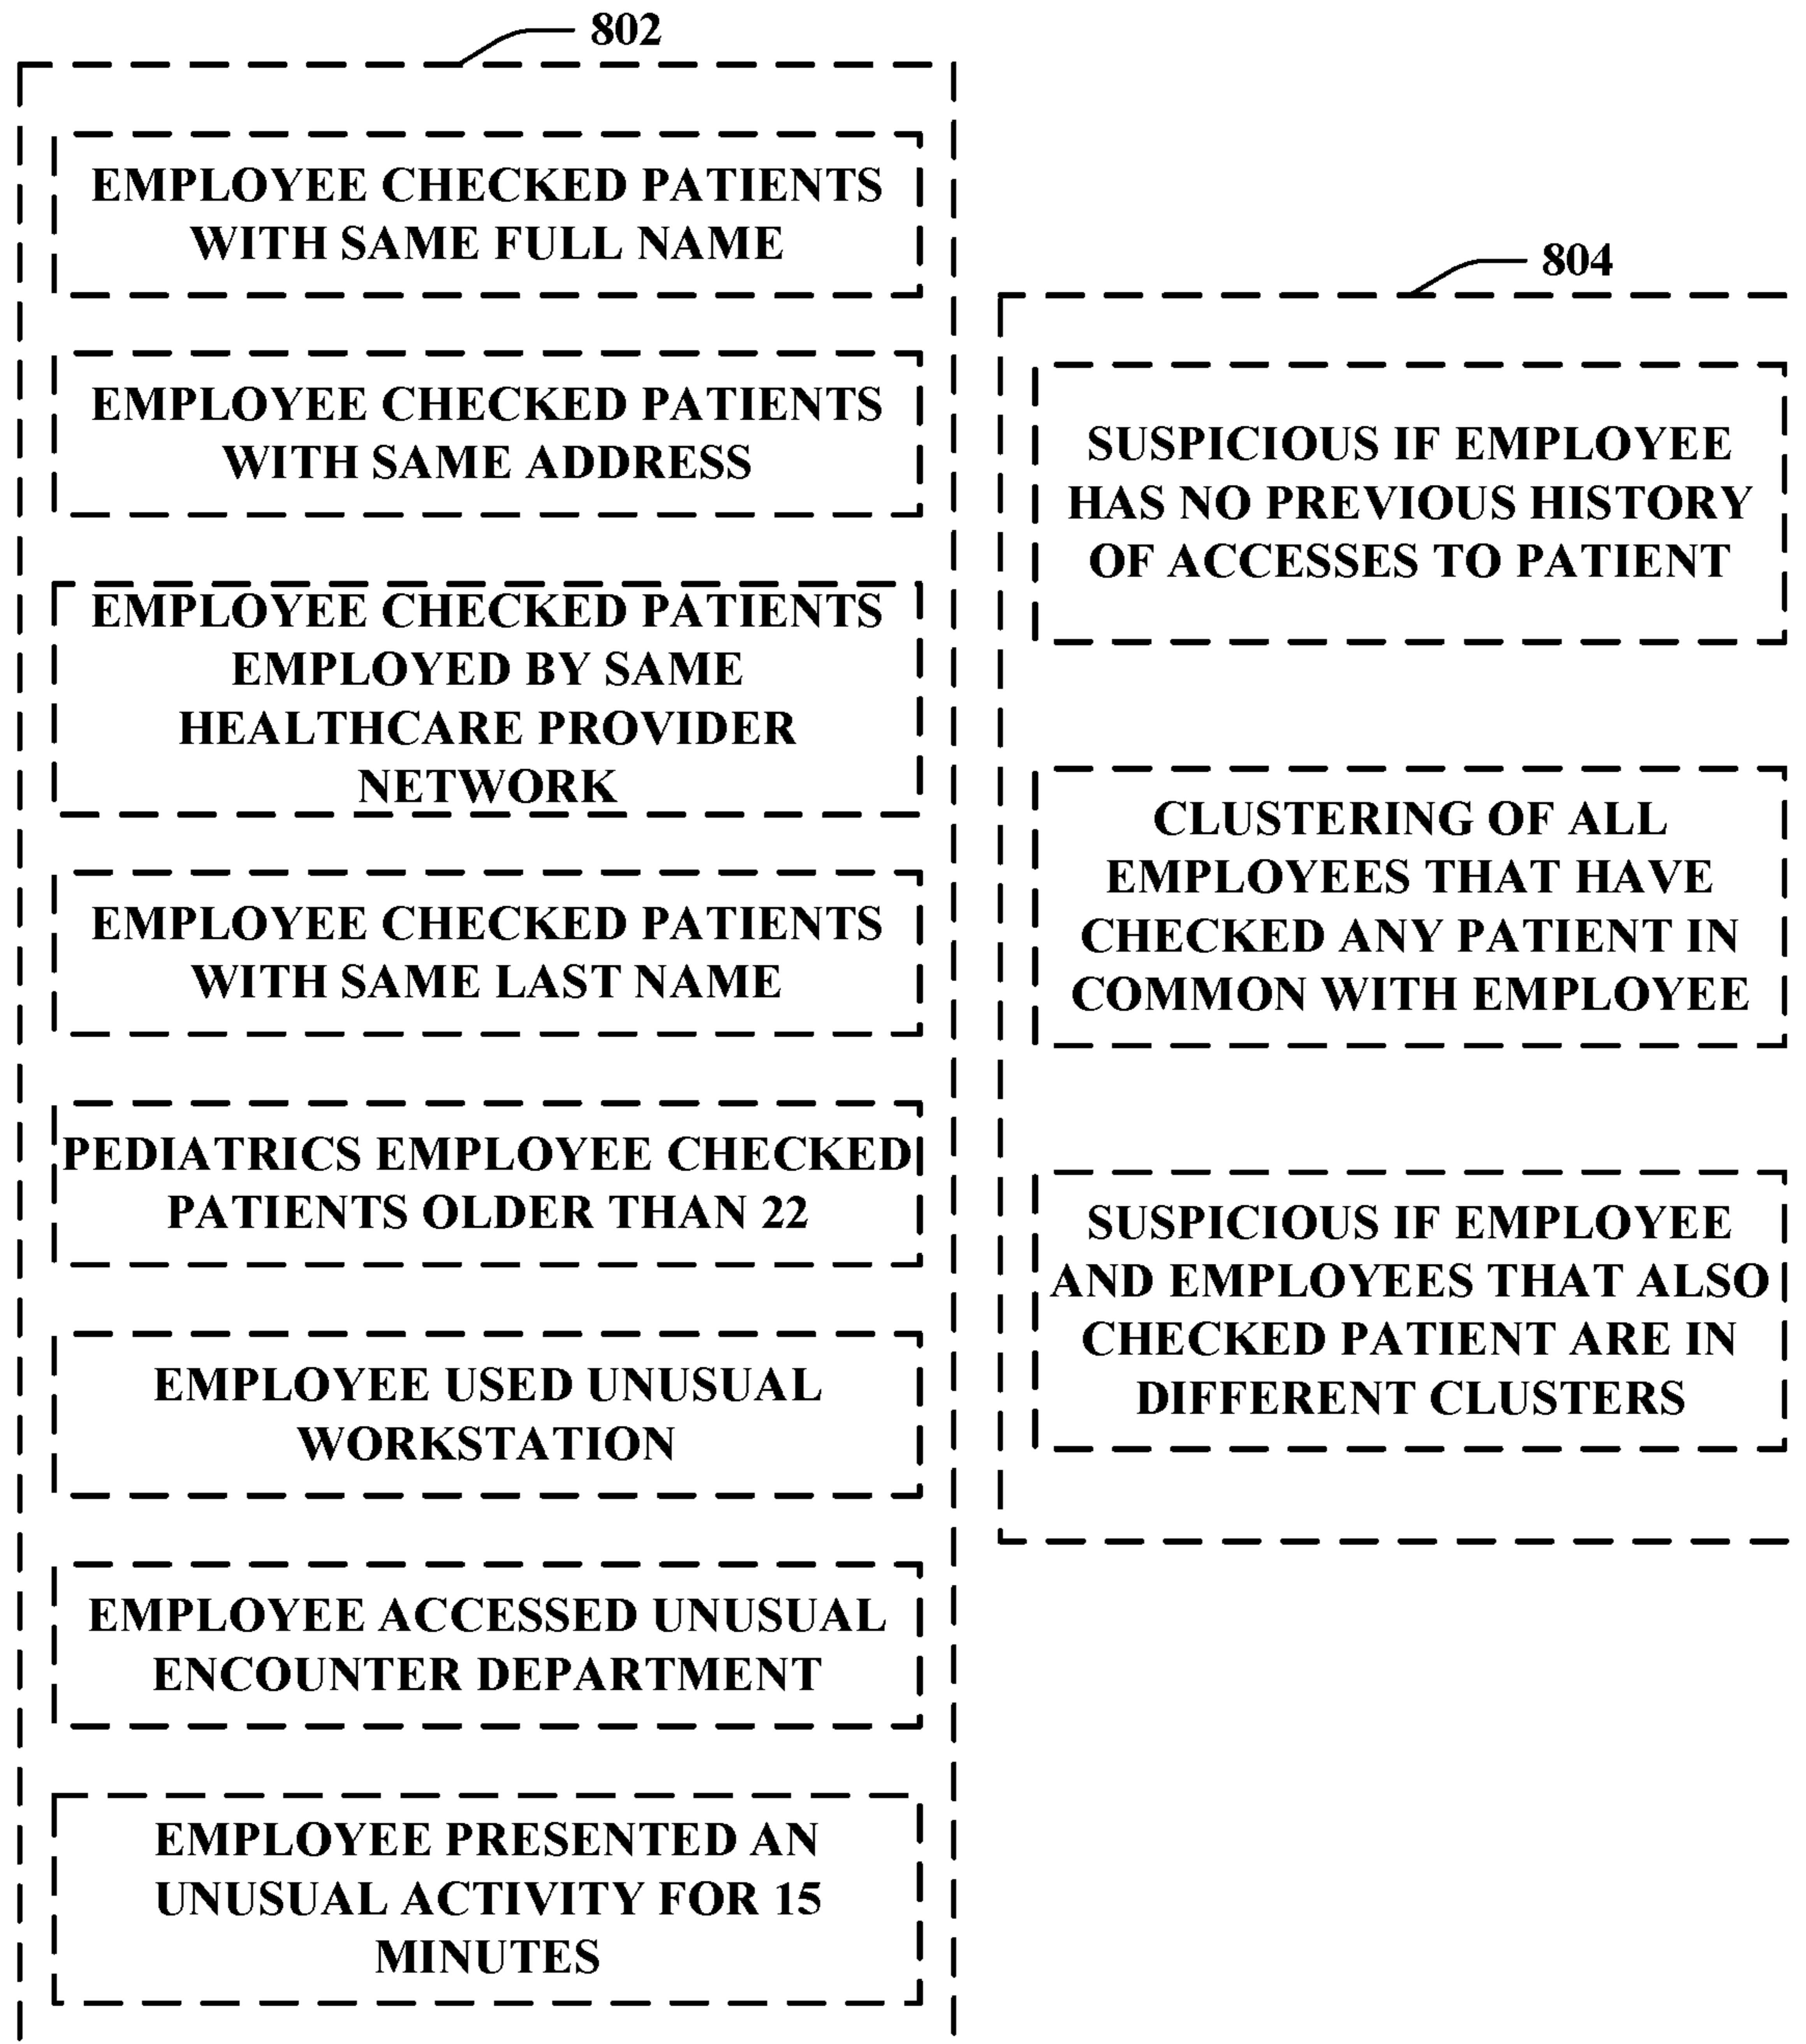 802
EMPLOYEE CHECKED PATIENTS
WITH SAME FULL NAME
EMPLOYEE CHECKED PATIENTS
WITH SAME ADDRESS
EMPLOYEE CHECKED PATIENTS
EMPLOYED BY SAME
HEALTHCARE PROVIDER
NETWORK
EMPLOYEE CHECKED PATIENTS
WITH SAME LAST NAME
PEDIATRICS EMPLOYEE CHECKED
PATIENTS OLDER THAN 22
EMPLOYEE USED UNUSUAL
WORKSTATION
EMPLOYEE ACCESSED UNUSUAL
ENCOUNTER DEPARTMENT
EMPLOYEE PRESENTED AN
UNUSUAL ACTIVITY FOR 15
MINUTES
804
SUSPICIOUS IF EMPLOYEE
HAS NO PREVIOUS HISTORY
OF ACCESSES TO PATIENT
CLUSTERING OF ALL
EMPLOYEES THAT HAVE
CHECKED ANY PATIENT IN
COMMON WITH EMPLOYEE
SUSPICIOUS IF EMPLOYEE
AND EMPLOYEES THAT ALSO
CHECKED PATIENT ARE IN
DIFFERENT CLUSTERS